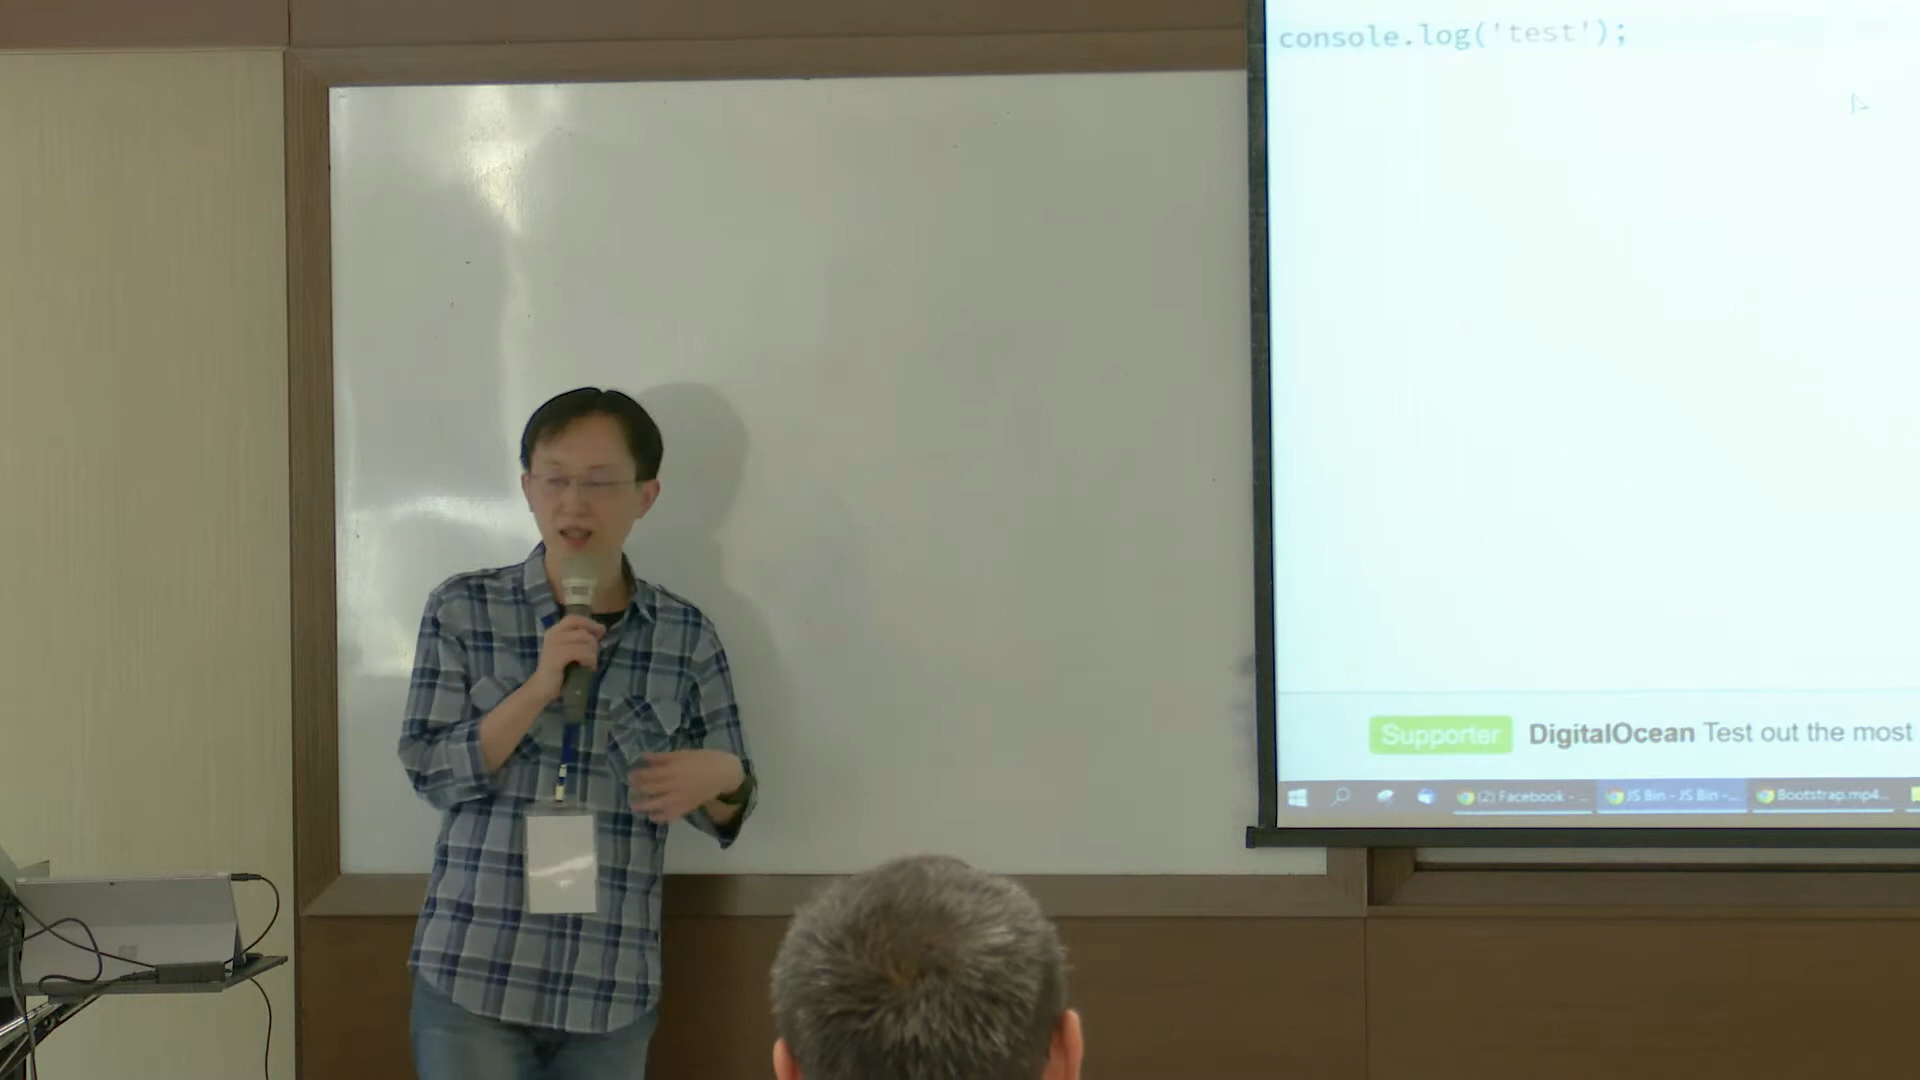 console.log('test');
Supporter DigitalOcean Test out the most
(2) Facebook - ... JS Bin - JS Bin -... Bootstrap.mp4...